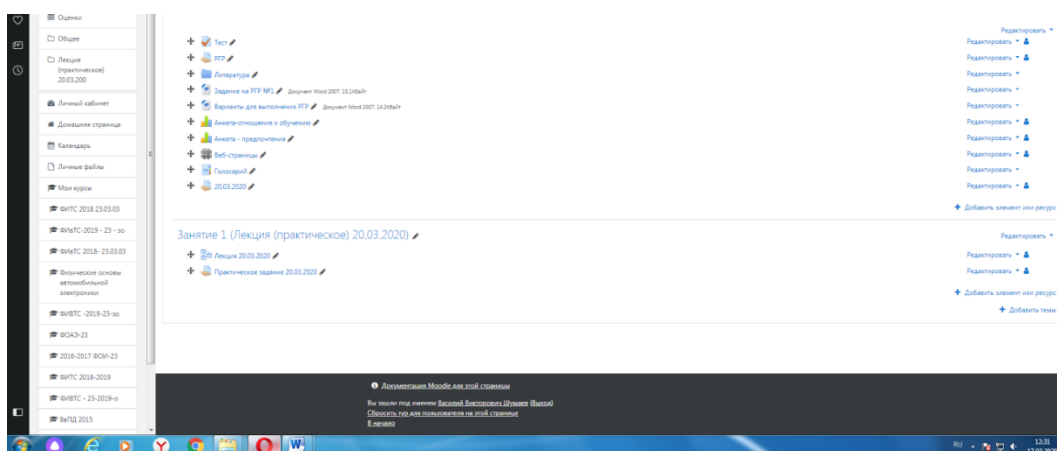 Оценки
Общее
Лекция
(практическое)
20.03.200
Личный кабинет
Домашняя страница
Календарь
Личные файлы
Мои курсы
ФИТС 2018 23.03.03
ФИвТС-2019 - 23 - зо
ФИвТС 2018- 23.03.03
Физические основы
автомобильной
электроники
ФИВТС -2019-23-зо
ФОАЭ-23
2016-2017 ФОИ-23
ФИТС 2018-2019
ФИВТС - 23-2019-о
ВвПД 2015
Редактировать
Тест Редактировать
РГР Редактировать
Литература Редактировать
Задание на РГР №1 Документ Word 2007, Редактировать
Варианты для выполнения РГР Документ Word 2007, Редактировать
Анкета-отношение к обучению Редактировать
Анкета - предпочтения Редактировать
Веб-страницы Редактировать
Голосарий Редактировать
20.03.2020 Редактировать
Добавить элемент или ресурс
Занятие 1 (Лекция (практическое) 20,03,2020) Редактировать
Лекция 20.03.2020 Редактировать
Практическое задание 20.03.2020 Редактировать
Добавить элемент или ресурс
Добавить темы
Документация Moodle для этой страницы
Вы зашли под именем Василий Викторович Шумаев (Выход)
Сбросить тур для пользователя на этой странице
В начало
RU 12:31